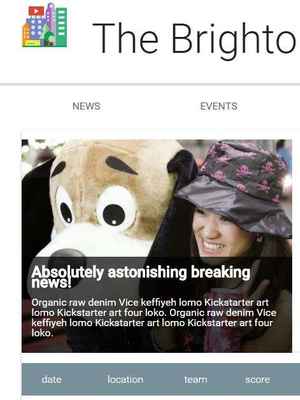 The Brighto
NEWS EVENTS
Absolutely astonishing breaking
news!
Organic raw denim Vice keffiyeh lomo Kickstarter art
lomo Kickstarter art four loko. Organic raw denim Vice
keffiyeh lomo Kickstarter art lomo Kickstarter art four
loko.
date location team score